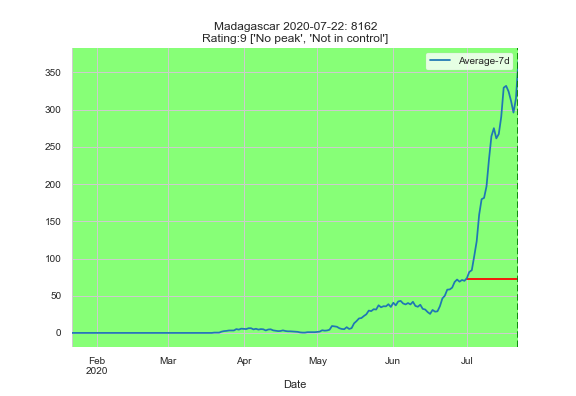 Madagascar 2020-07-22: 8162
Rating:9 ['No peak', 'Not in control']
Average-7d
350
300
250
200
150
100
50
0
Feb Mar Apr May Jun Jul
2020
Date